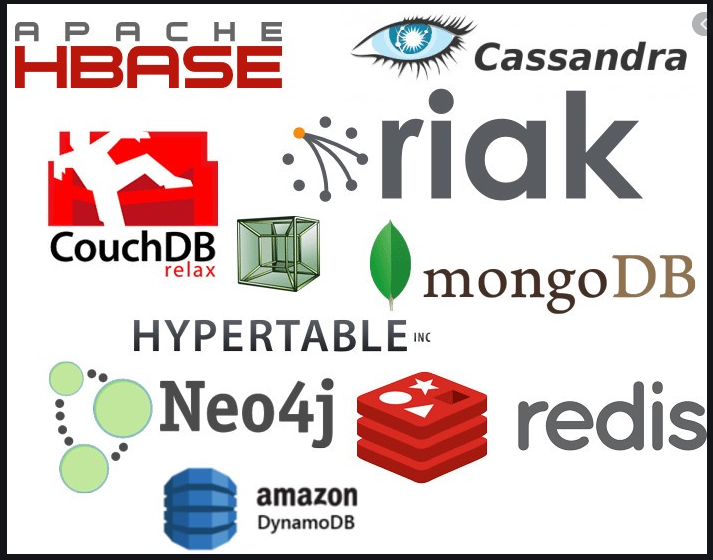 APACHE
HBASE
Cassandra
riak
CouchDB
relax
mongoDB
HYPERTABLE INC
Neo4j
redis
amazon
DynamoDB